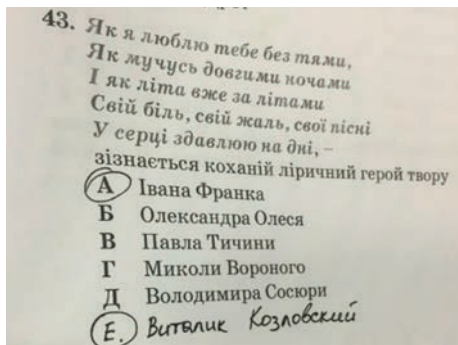 43. Як я люблю тебе без тями,
Як мучусь довгими ночами
І як літа вже за літами
Свій біль, свій жаль, свої пісні
У серці здавлюю на дні, –
зізнається коханій ліричний герой твору
А Івана Франка
Б Олександра Олеся
В Павла Тичини
Г Миколи Вороного
Д Володимира Сосюри
Е. Виталик Козловский